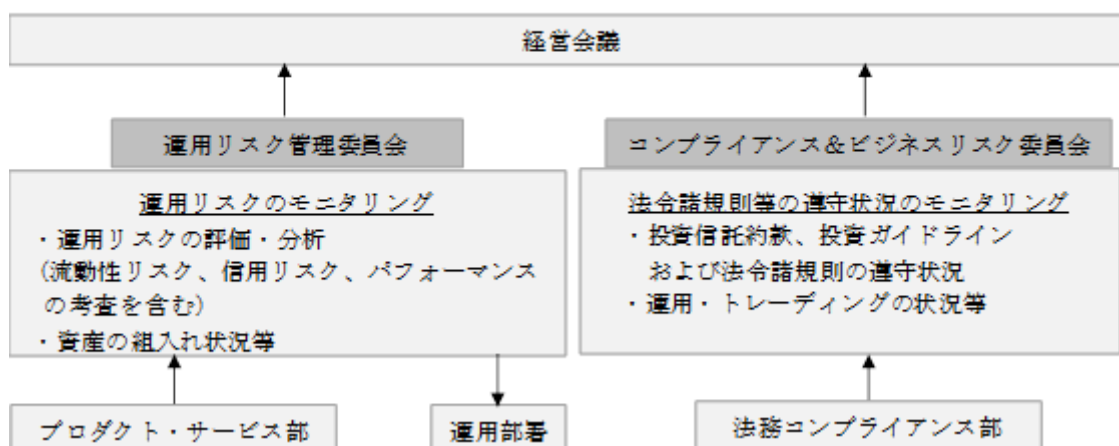 経営会議
運用リスク管理委員会
運用リスクのモニタリング
・運用リスクの評価・分析
(流動性リスク、信用リスク、パフォーマンス
の考査を含む)
・資産の組入れ状況等
コンプライアンス&ビジネスリスク委員会
法令諸規則等の遵守状況のモニタリング
・投資信託約款、投資ガイドライン
および法令諸規則の遵守状況
・運用・トレーディングの状況等
プロダクト・サービス部
運用部署
法務コンプライアンス部